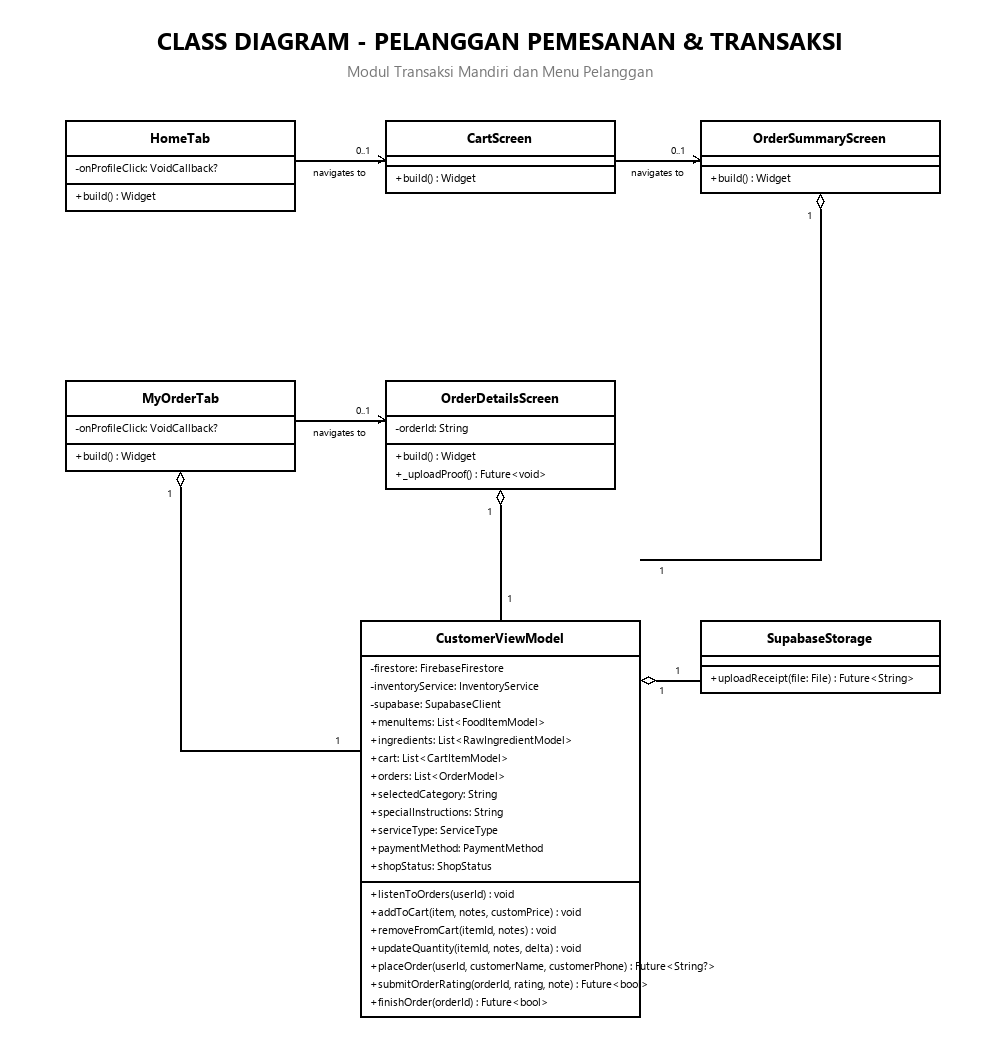 CLASS DIAGRAM - PELANGGAN PEMESANAN & TRANSAKSI
Modul Transaksi Mandiri dan Menu Pelanggan
HomeTab
-onProfileClick: VoidCallback?
+build() : Widget
0..1
navigates to
CartScreen
+build() : Widget
0..1
navigates to
OrderSummaryScreen
+build() : Widget
1
1
MyOrderTab
-onProfileClick: VoidCallback?
+build() : Widget
1
1
0..1
navigates to
OrderDetailsScreen
-orderId: String
+build() : Widget
+_uploadProof() : Future<void>
1
1
CustomerViewModel
-firestore: FirebaseFirestore
-inventoryService: InventoryService
-supabase: SupabaseClient
+menuItems: List<FoodItemModel>
+ingredients: List<RawIngredientModel>
+cart: List<CartItemModel>
+orders: List<OrderModel>
+selectedCategory: String
+specialInstructions: String
+serviceType: ServiceType
+paymentMethod: PaymentMethod
+shopStatus: ShopStatus
+listenToOrders(userId) : void
+addToCart(item, notes, customPrice) : void
+removeFromCart(itemId, notes) : void
+updateQuantity(itemId, notes, delta) : void
+placeOrder(userId, customerName, customerPhone) : Future<String?>
+submitOrderRating(orderId, rating, note) : Future<bool>
+finishOrder(orderId) : Future<bool>
1
1
SupabaseStorage
+uploadReceipt(file: File) : Future<String>